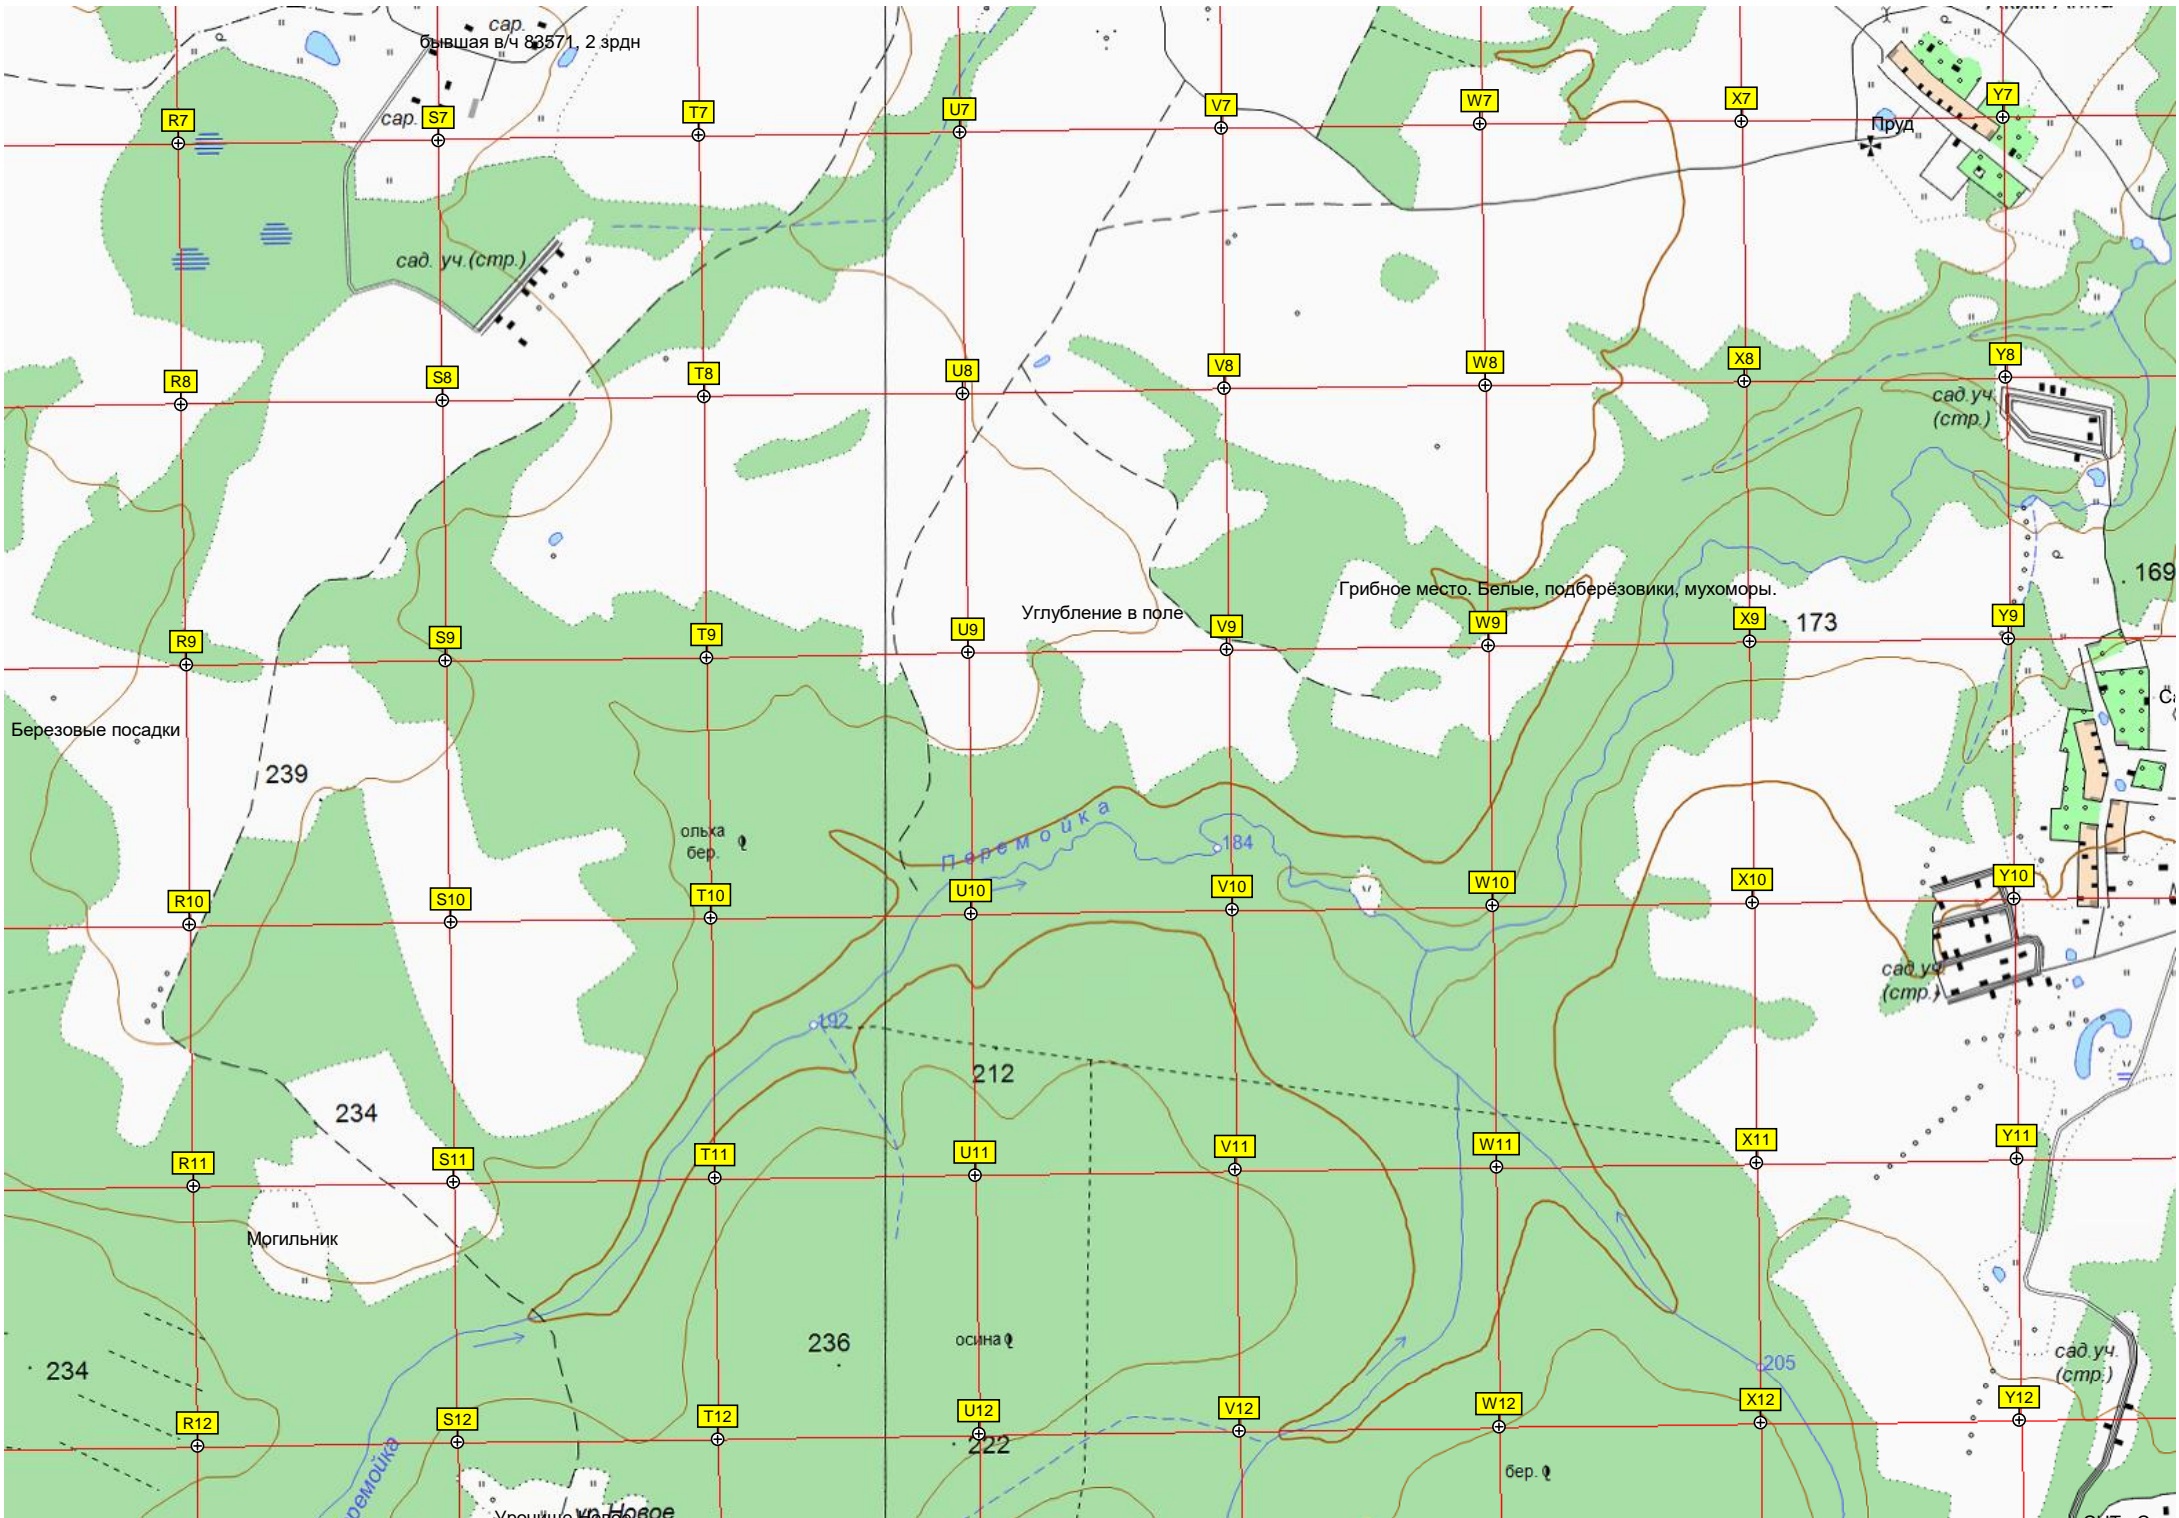 сар.
бывшая в/ч 83571, 2 зрдн
сар.
R7
S7
T7
U7
V7
W7
X7
Y7
Пруд
сад. уч.(стр.)
R8
S8
T8
U8
V8
W8
X8
Y8
сад.уч.
(стр.)
169
Грибное место. Белые, подберёзовики, мухоморы.
Углубление в поле
173
R9
S9
T9
U9
V9
W9
X9
Y9
Березовые посадки
239
ольха
бер.
Перемойка
184
R10
S10
T10
U10
V10
W10
X10
Y10
сад.уч.
(стр.)
192
212
234
R11
S11
T11
U11
V11
W11
X11
Y11
Могильник
234
236
осина
205
сад.уч.
(стр.)
R12
S12
T12
U12
V12
W12
X12
Y12
222
бер.
ремойка
ур.Новое